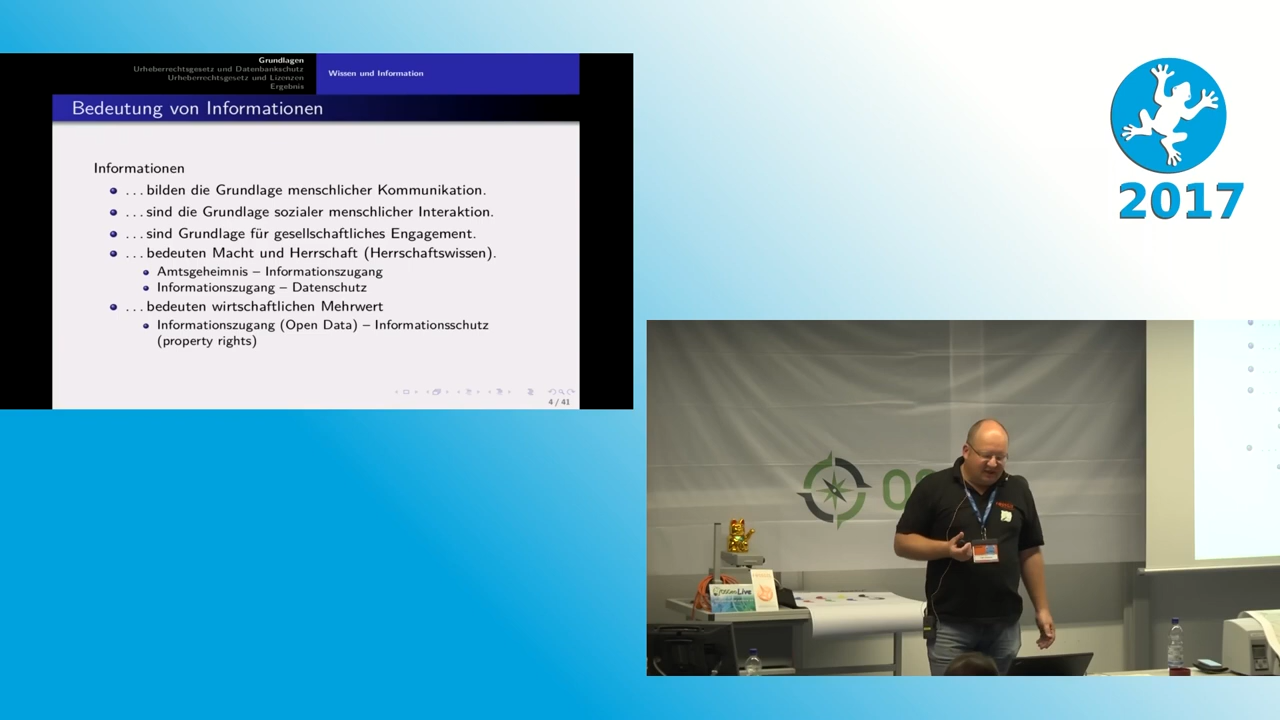 Grundlagen
Urheberrechtsgesetz und Datenbankschutz
Urheberrechtsgesetz und Lizenzen
Ergebnis
Wissen und Information
Bedeutung von Informationen
Informationen
...bilden die Grundlage menschlicher Kommunikation.
...sind die Grundlage sozialer menschlicher Interaktion.
...sind Grundlage für gesellschaftliches Engagement.
...bedeuten Macht und Herrschaft (Herrschaftswissen).
Amtsgeheimnis – Informationszugang
Informationszugang – Datenschutz
...bedeuten wirtschaftlichen Mehrwert
Informationszugang (Open Data) – Informationsschutz
(property rights)
4 / 41
2017